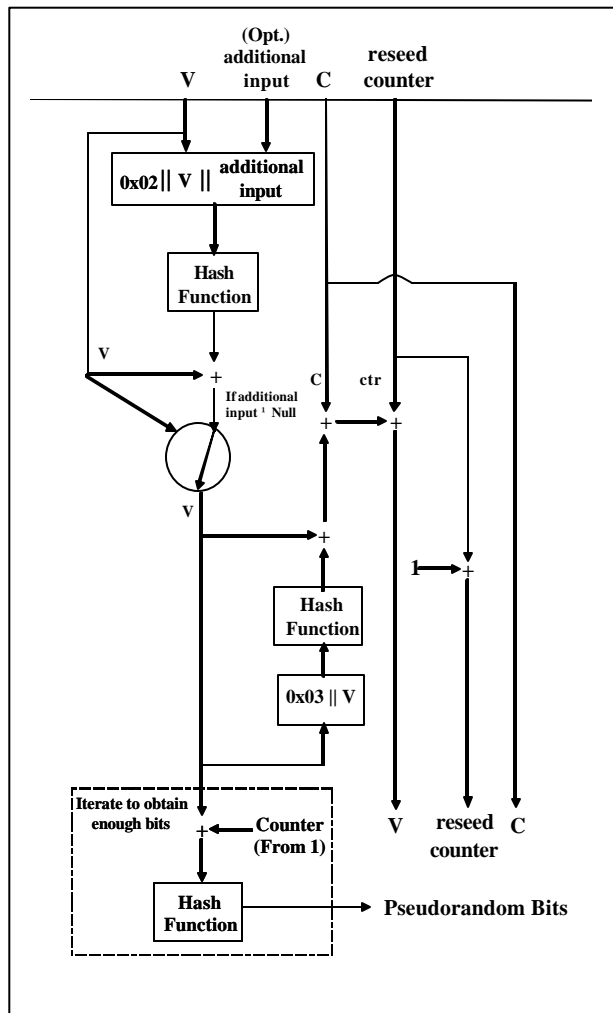 (Opt.)
additional
input
V
C
reseed
counter
0x02 || V || additional
input
Hash
Function
V
+
If additional
input ¹ Null
C
ctr
+
+
V
+
1
+
Hash
Function
0x03 || V
Iterate to obtain
enough bits
+
Counter
(From 1)
V
reseed
counter
C
Hash
Function
Pseudorandom Bits